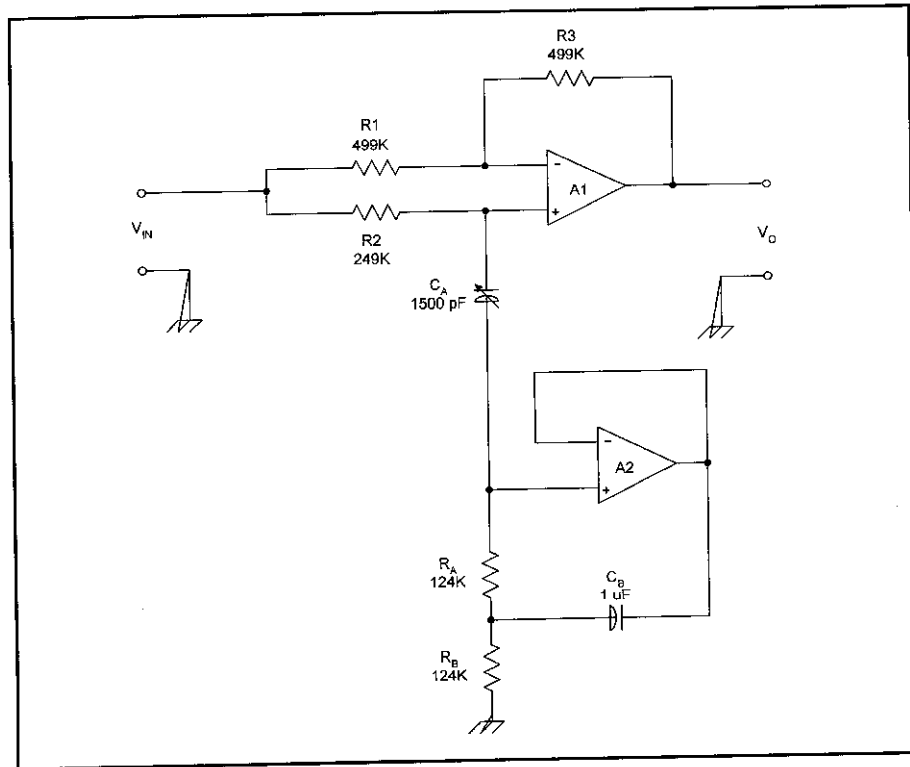 R3
499K
R1
499K
A1
-
+
V_IN
R2
249K
V_O
C_A
1500 pF
-
A2
+
R_A
124K
C_B
1 uF
R_B
124K